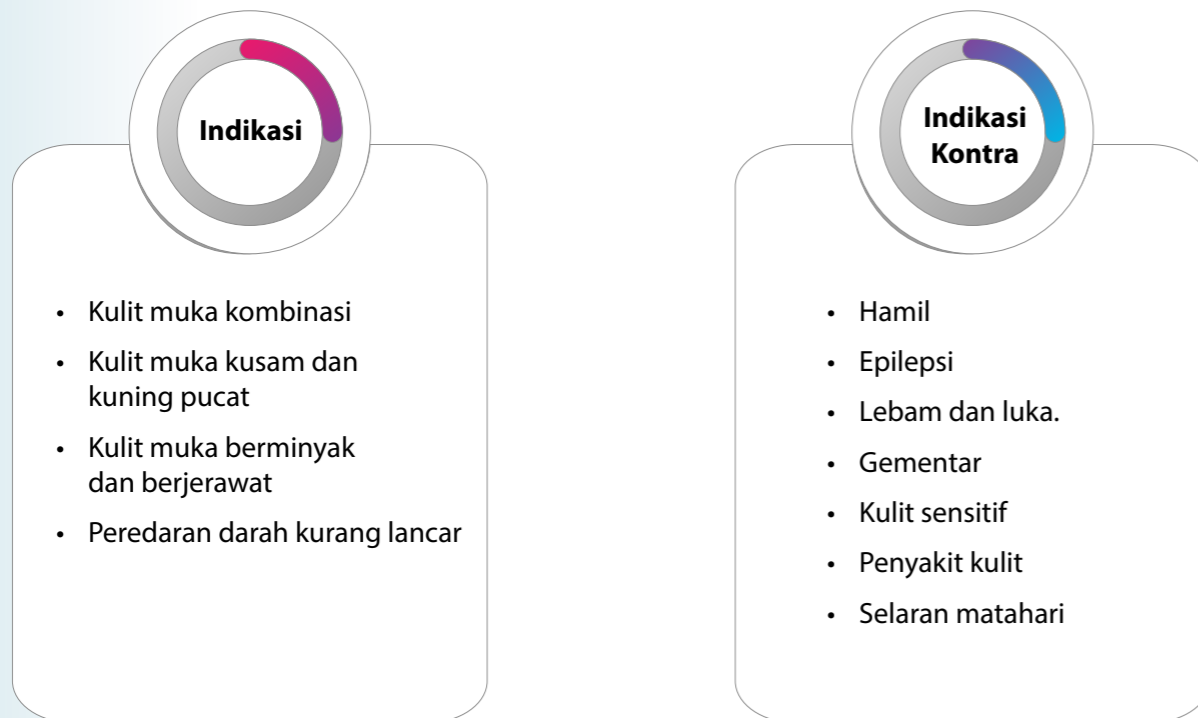 Indikasi
• Kulit muka kombinasi
• Kulit muka kusam dan
kuning pucat
• Kulit muka berminyak
dan berjerawat
• Peredaran darah kurang lancar
Indikasi
Kontra
• Hamil
• Epilepsi
• Lebam dan luka.
• Gementar
• Kulit sensitif
• Penyakit kulit
• Selaran matahari